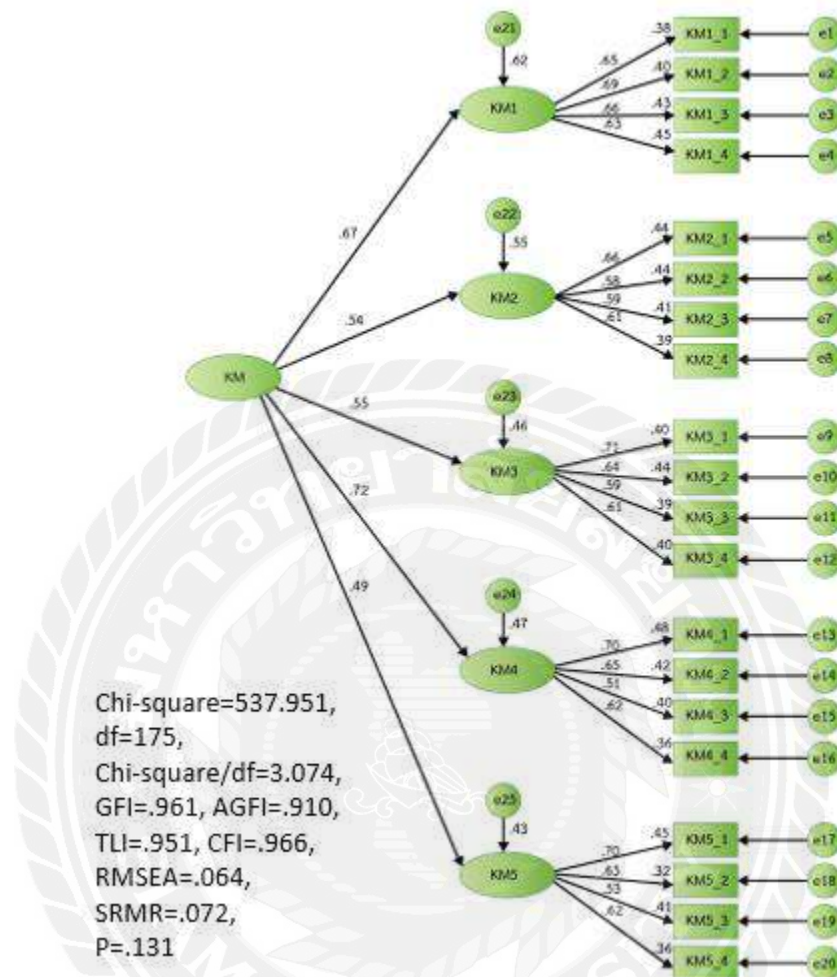 e21
.62
KM1
.38
KM1_1
e1
.65
.40
KM1_2
e2
.69
.43
KM1_3
e3
.66
.45
KM1_4
e4
.63
.67
e22
.55
KM2
.44
KM2_1
e5
.66
.44
KM2_2
e6
.58
.41
KM2_3
e7
.59
.39
KM2_4
e8
.61
.54
KM
e23
.46
KM3
.40
KM3_1
e9
.71
.44
KM3_2
e10
.64
.39
KM3_3
e11
.59
.40
KM3_4
e12
.61
.55
.72
.49
e24
.47
KM4
.48
KM4_1
e13
.70
.42
KM4_2
e14
.65
.40
KM4_3
e15
.51
.36
KM4_4
e16
.62
e25
.43
KM5
.45
KM5_1
e17
.70
.32
KM5_2
e18
.41
KM5_3
e19
.53
.36
KM5_4
e20
.62
Chi-square=537.951,
df=175,
Chi-square/df=3.074,
GFI=.961, AGFI=.910,
TLI=.951, CFI=.966,
RMSEA=.064,
SRMR=.072,
P=.131